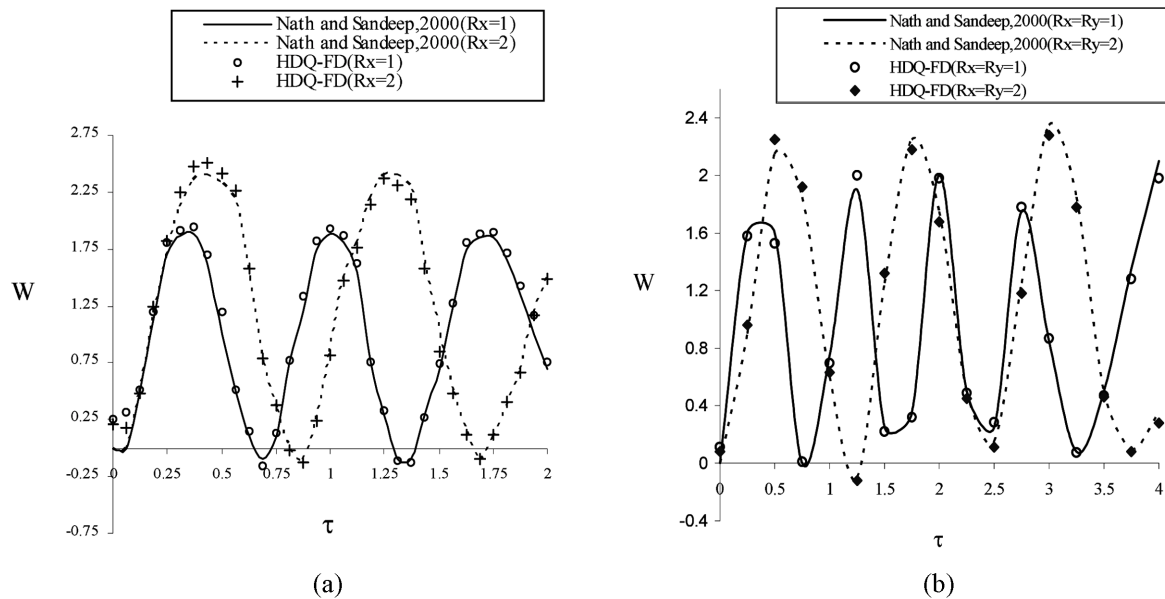 Nath and Sandeep,2000(Rx=1)
Nath and Sandeep,2000(Rx=2)
HDQ-FD(Rx=1)
HDQ-FD(Rx=2)
2.75
2.25
1.75
1.25
0.75
0.25
-0.25
-0.75
W
0 0.25 0.5 0.75 1 1.25 1.5 1.75 2
τ
(a)
Nath and Sandeep,2000(Rx=Ry=1)
Nath and Sandeep,2000(Rx=Ry=2)
HDQ-FD(Rx=Ry=1)
HDQ-FD(Rx=Ry=2)
2.4
2
1.6
1.2
0.8
0.4
0
-0.4
W
0 0.5 1 1.5 2 2.5 3 3.5 4
τ
(b)